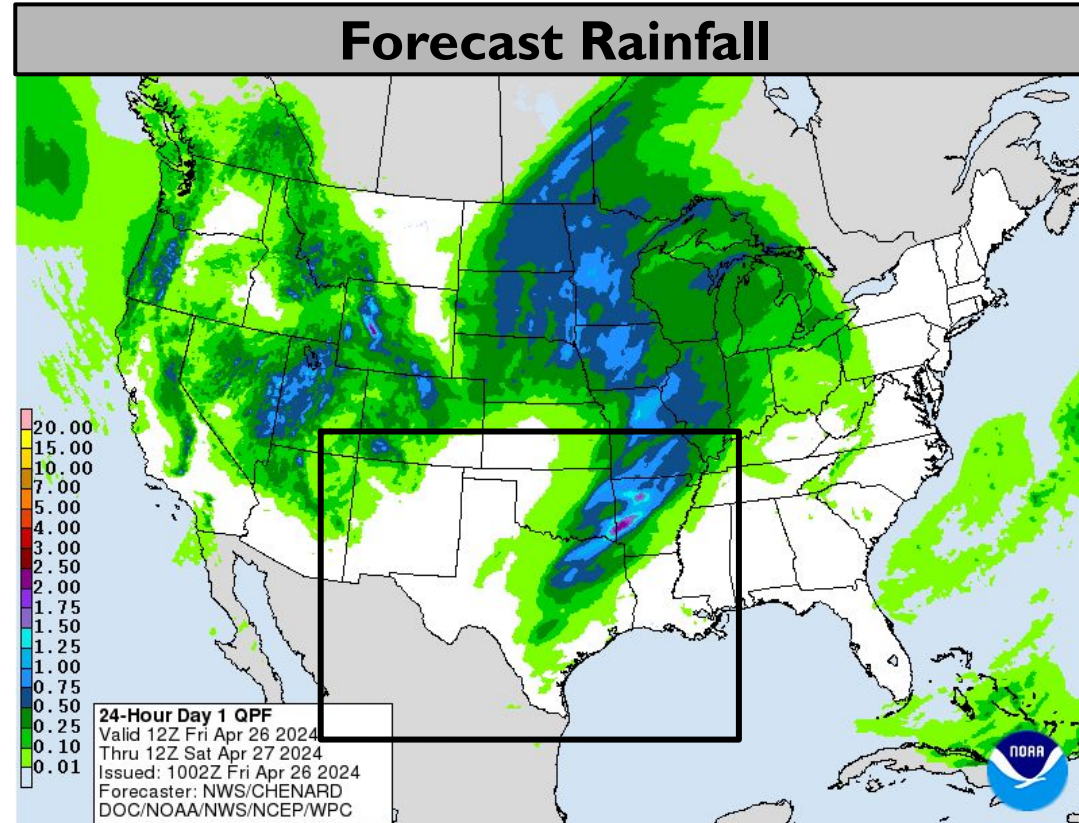 Forecast Rainfall
20.00
15.00
10.00
7.00
5.00
4.00
3.00
2.50
2.00
1.75
1.50
1.25
1.00
0.75
0.50
0.25
0.10
0.01
24-Hour Day 1 QPF
Valid 12Z Fri Apr 26 2024
Thru 12Z Sat Apr 27 2024
Issued: 1002Z Fri Apr 26 2024
Forecaster: NWS/CHENARD
DOC/NOAA/NWS/NCEP/WPC
NOAA